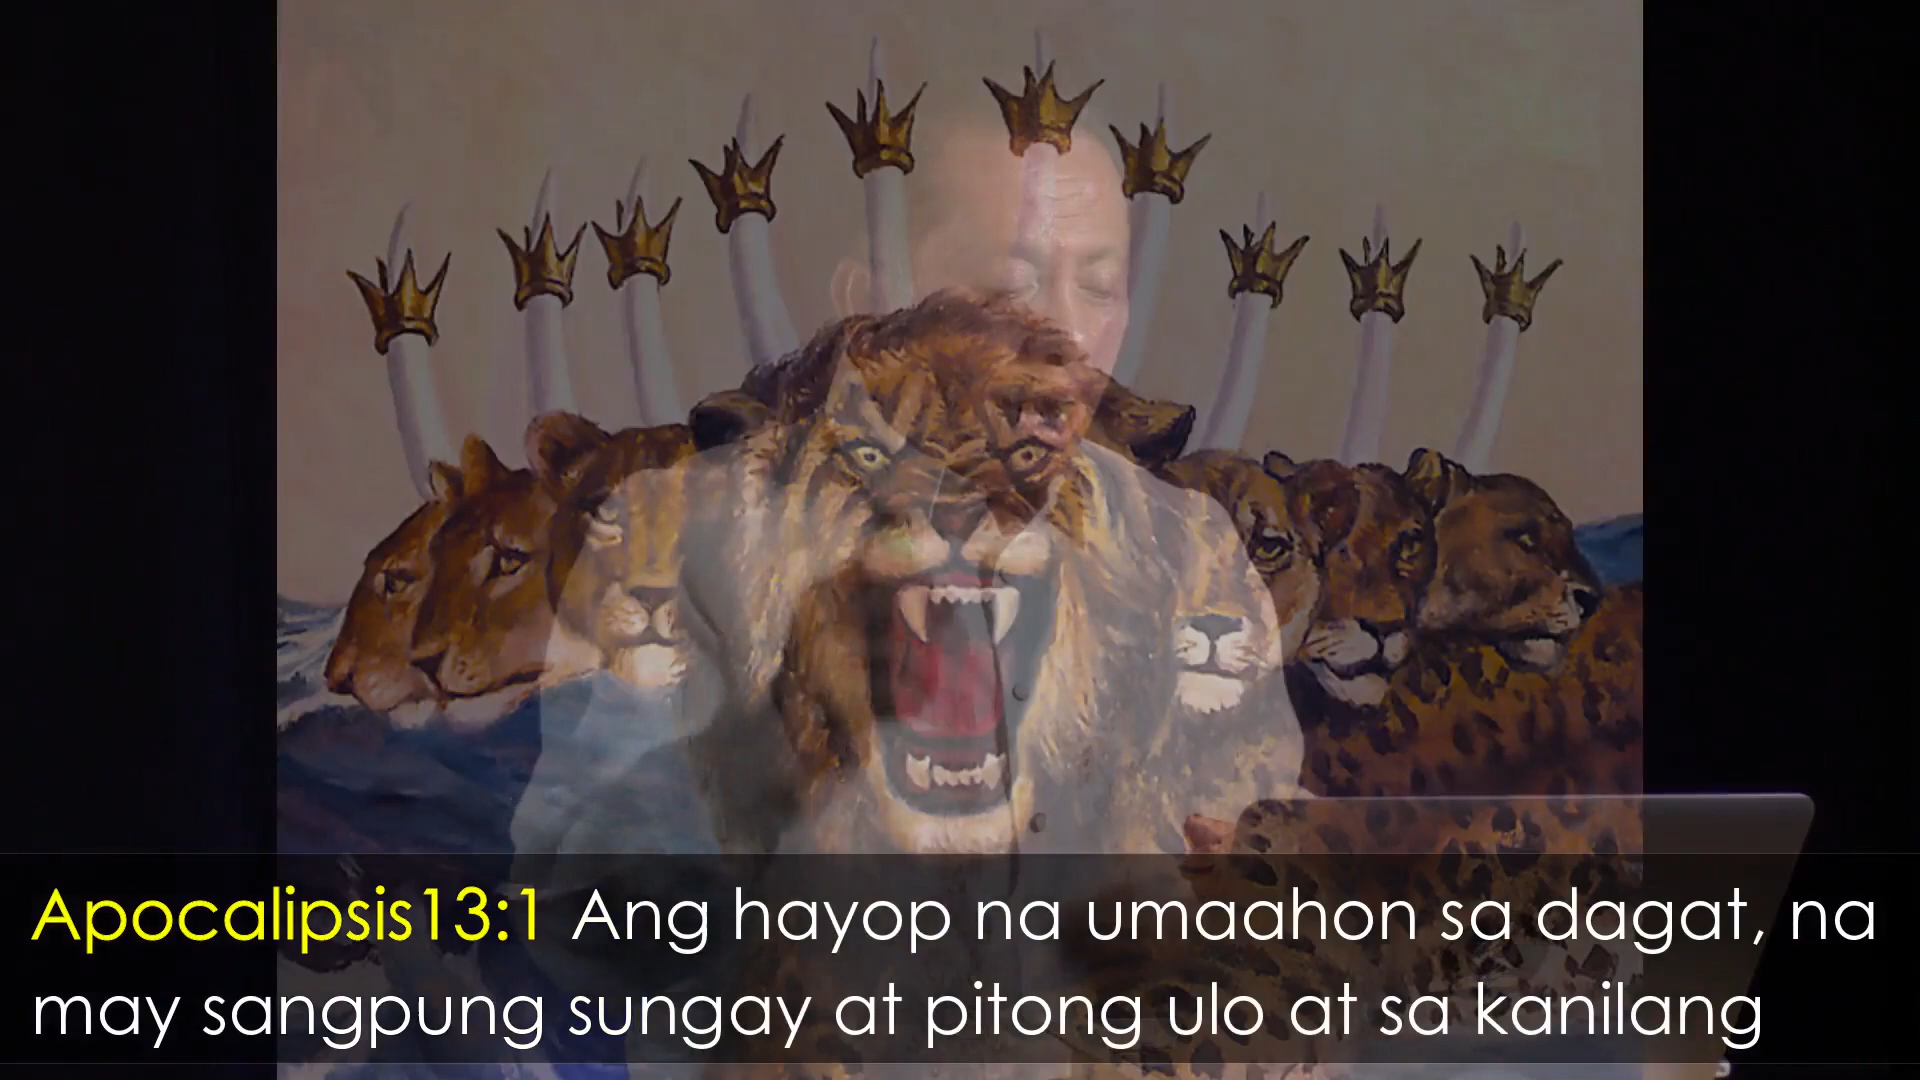 Apocalipsis13:1 Ang hayop na umaahon sa dagat, na
may sangpung sungay at pitong ulo at sa kanilang